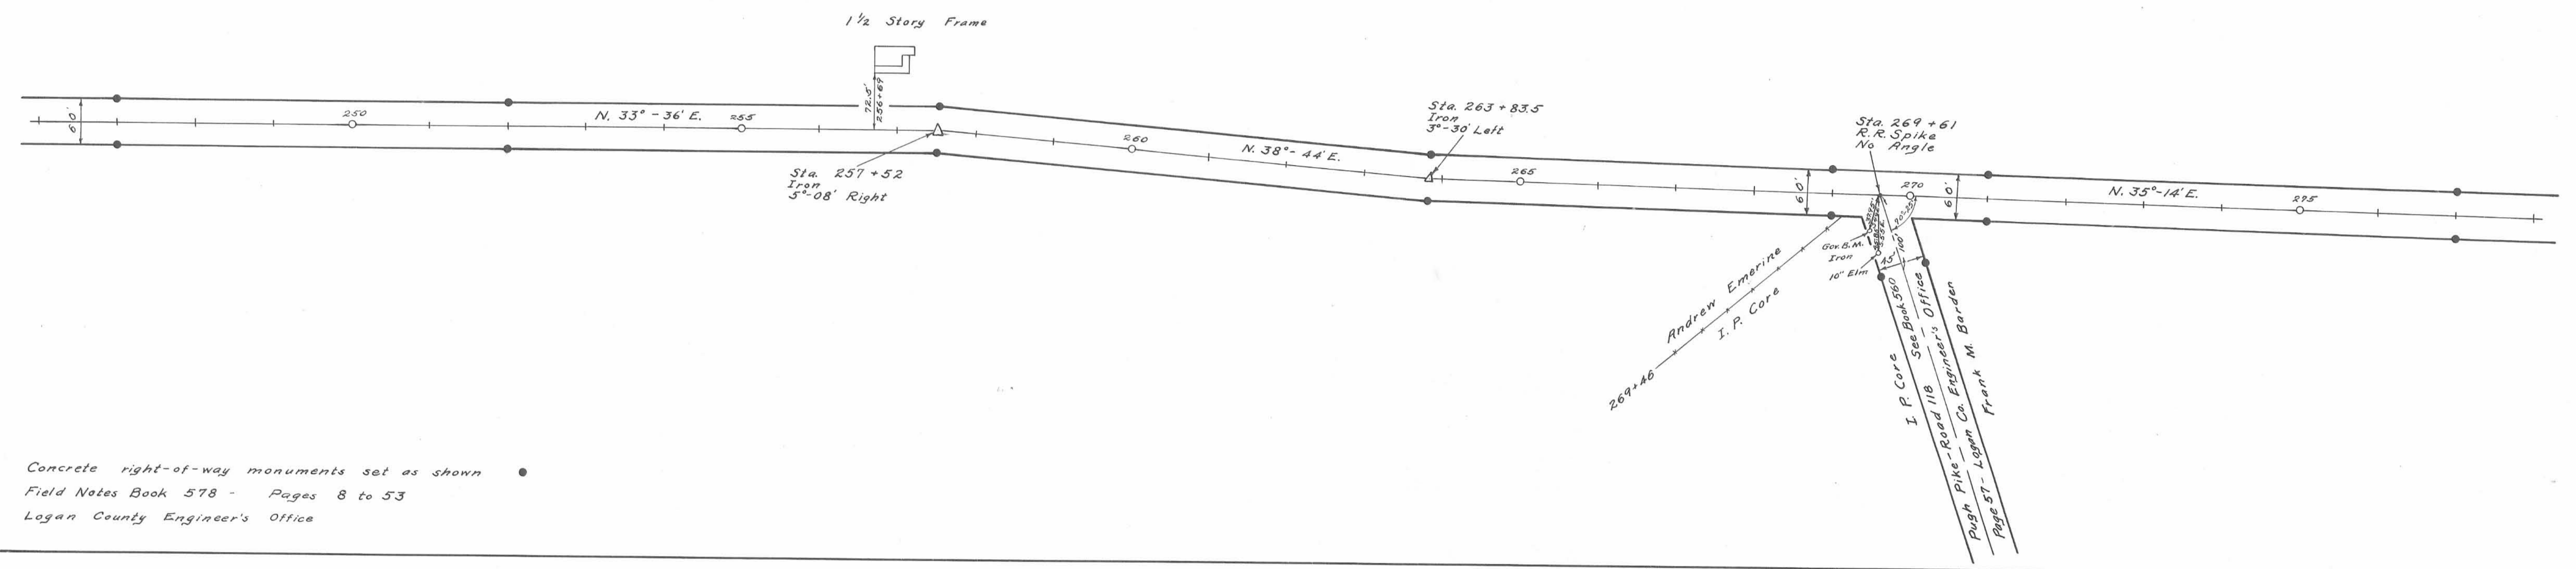 1 1/2 Story Frame
72.5'
256+69
60'
250
N. 33° - 36' E.
255
Sta. 257 + 52
Iron
5° - 08' Right
260
N. 38° - 44' E.
Sta. 263 + 83.5
Iron
3° - 30' Left
265
60'
Sta. 269 + 61
R.R. Spike
No Angle
270
60'
N. 35° - 14' E.
275
Gov. B.M.
Iron
10" Elm
45'
100'
Andrew Emerine
I. P. Core
269+46
I. P. Core
See Book 560
Pugh Pike - Road 118
Page 57 - Logan Co. Engineer's Office
Frank M. Barden
Concrete right-of-way monuments set as shown
Field Notes Book 578 - Pages 8 to 53
Logan County Engineer's Office